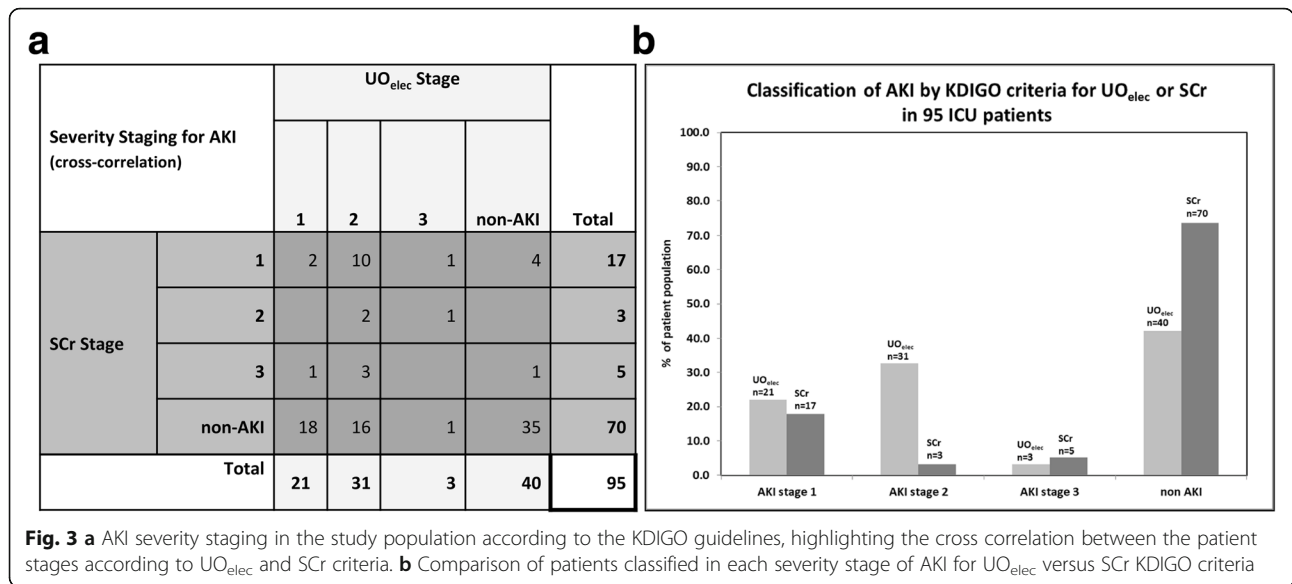 a
UOelec Stage
Severity Staging for AKI
(cross-correlation)
1 2 3 non-AKI Total
SCr Stage
1 2 10 1 4 17
2 2 1 3
3 1 3 1 5
non-AKI 18 16 1 35 70
Total
21 31 3 40 95
b
Classification of AKI by KDIGO criteria for UOelec or SCr
in 95 ICU patients
% of patient population
100.0
90.0
80.0
70.0
60.0
50.0
40.0
30.0
20.0
10.0
0.0
UOelec
n=21
SCr
n=17
UOelec
n=31
SCr
n=3
UOelec
n=3
SCr
n=5
UOelec
n=40
SCr
n=70
AKI stage 1 AKI stage 2 AKI stage 3 non AKI
Fig. 3 a AKI severity staging in the study population according to the KDIGO guidelines, highlighting the cross correlation between the patient
stages according to UOelec and SCr criteria. b Comparison of patients classified in each severity stage of AKI for UOelec versus SCr KDIGO criteria